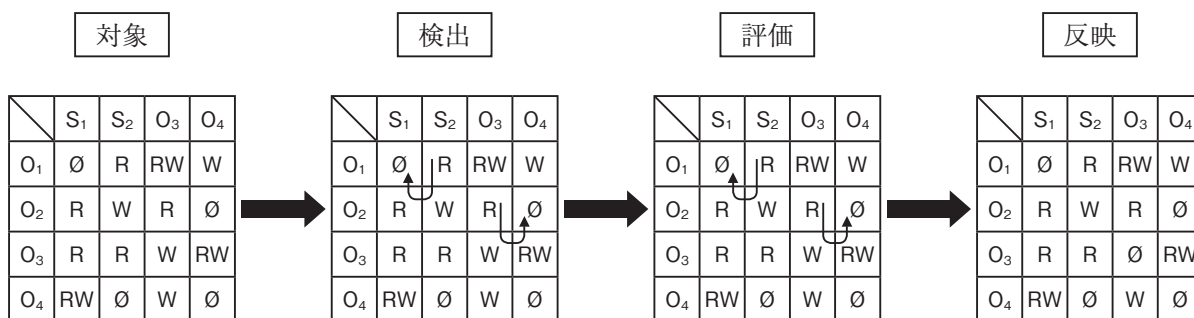 対象 検出 評価 反映
S₁ S₂ O₃ O₄ S₁ S₂ O₃ O₄ S₁ S₂ O₃ O₄ S₁ S₂ O₃ O₄
O₁ Ø R RW W O₁ Ø R RW W O₁ Ø R RW W O₁ Ø R RW W
O₂ R W R Ø O₂ R W R Ø O₂ R W R Ø O₂ R W R Ø
O₃ R R W RW O₃ R R W RW O₃ R R W RW O₃ R R Ø RW
O₄ RW Ø W Ø O₄ RW Ø W Ø O₄ RW Ø W Ø O₄ RW Ø W Ø